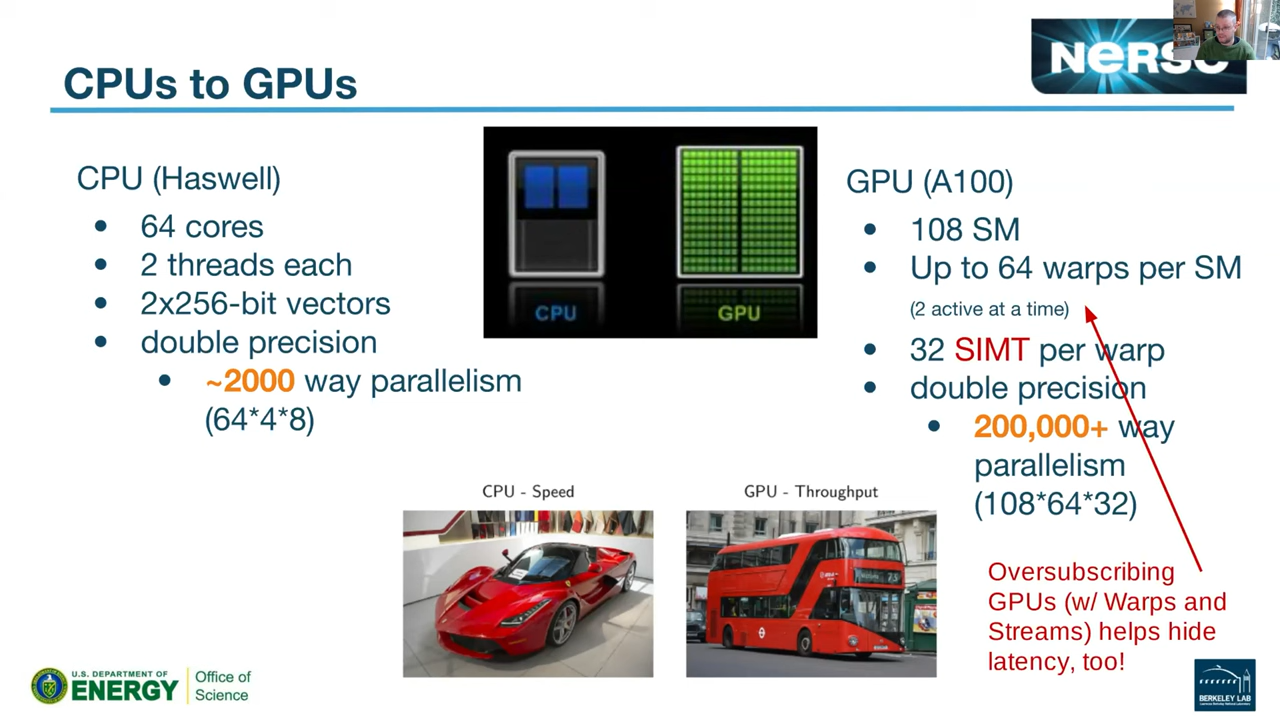 CPUs to GPUs
NERSC
CPU (Haswell)
• 64 cores
• 2 threads each
• 2x256-bit vectors
• double precision
• ~2000 way parallelism
(64*4*8)
CPU
GPU
GPU (A100)
• 108 SM
• Up to 64 warps per SM
(2 active at a time)
• 32 SIMT per warp
• double precision
• 200,000+ way
parallelism
(108*64*32)
CPU - Speed
GPU - Throughput
Oversubscribing
GPUs (w/ Warps and
Streams) helps hide
latency, too!
U.S. DEPARTMENT OF
ENERGY
Office of
Science
BERKELEY LAB